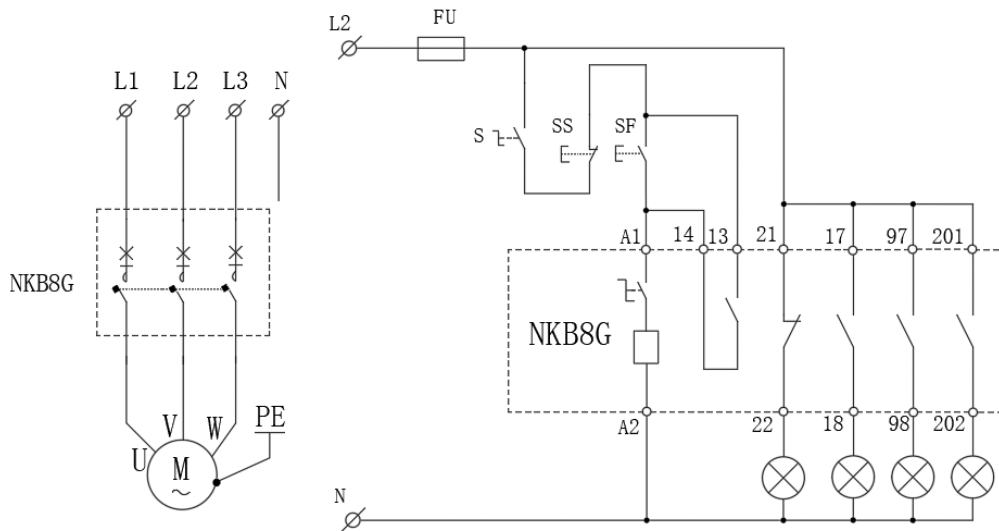 L1 L2 L3 N
NKB8G
U V W PE
M
~
L2 FU
S SS SF
A1 14 13 21 17 97 201
NKB8G
A2 22 18 98 202
N